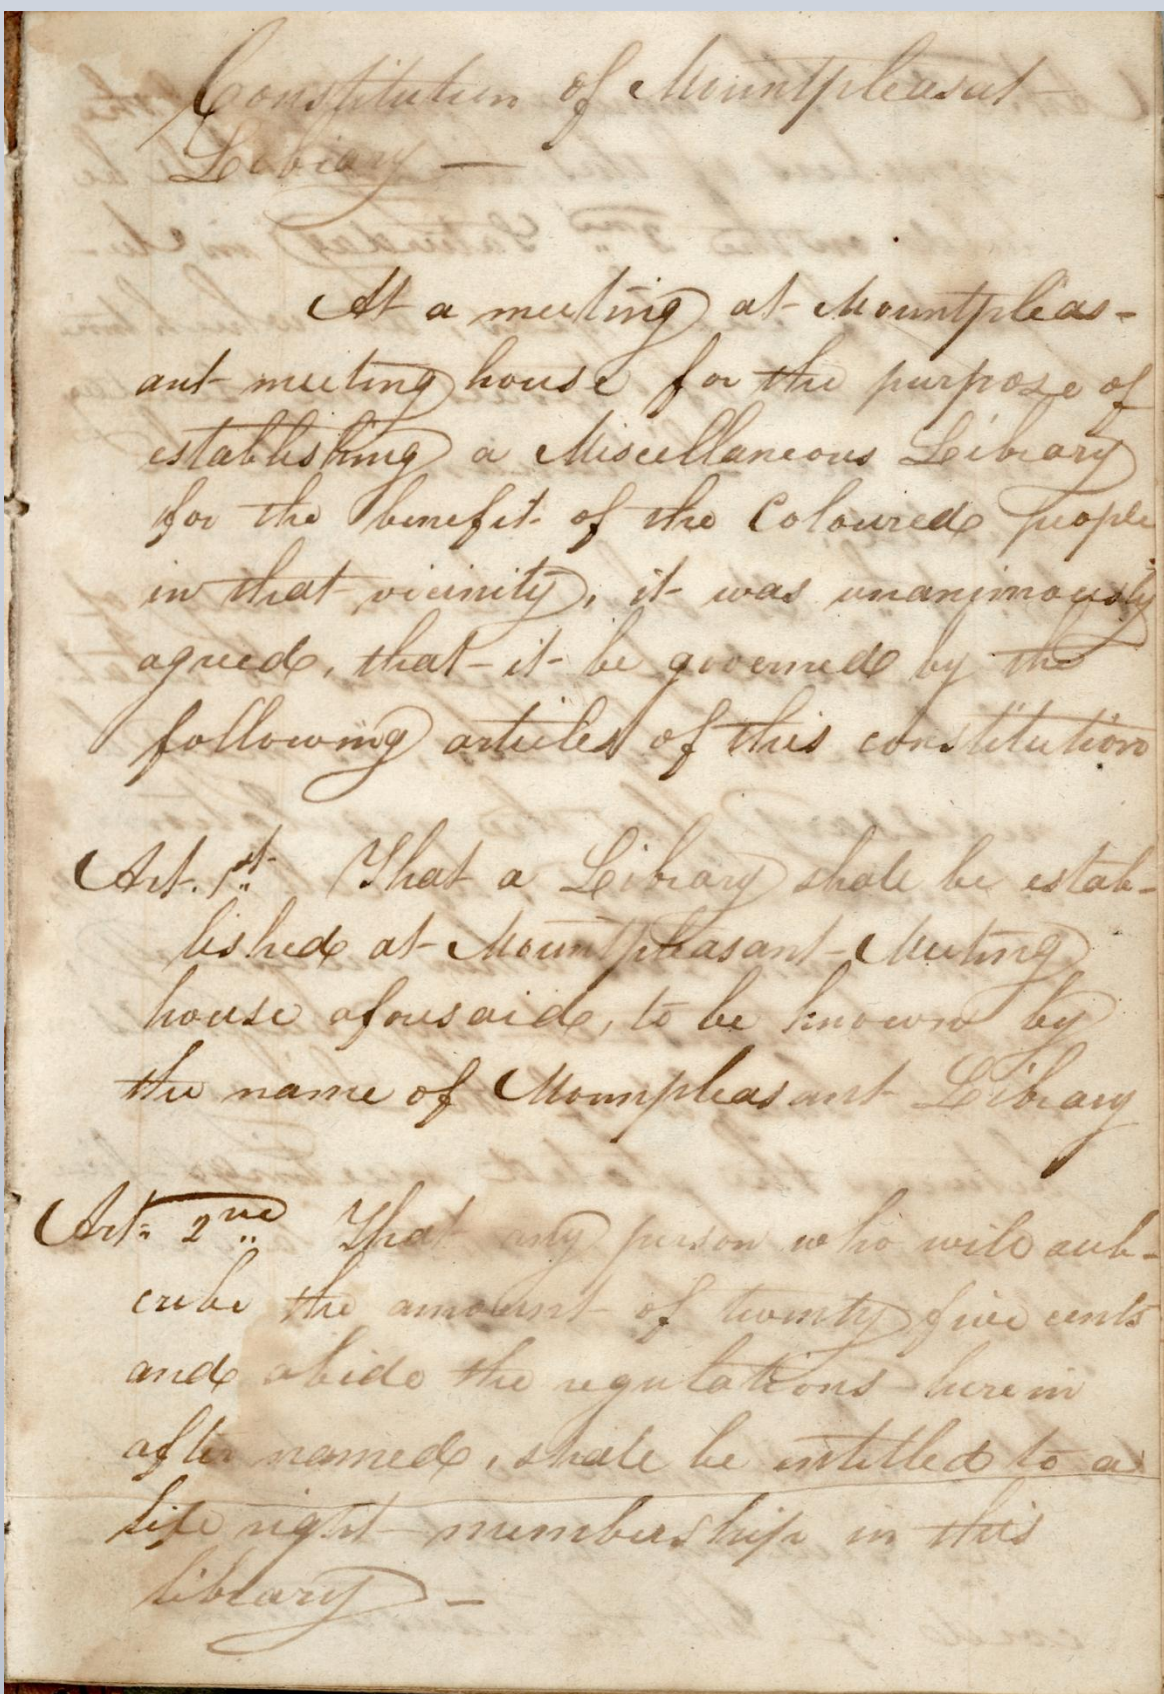 Constitution of Mountpleasat
Library —
At a meeting at Mountpleas-
ant meeting house for the purpose of
establishing a Miscellaneous Library
for the benefit of the Coloured people
in that vicinity, it was unanimously
agreed, that it be governed by the
following articles of this constitution
Art. 1st. That a Library shall be estab-
lished at Mountpleasant Meeting
house aforesaid, to be known by
the name of Mounpleasant Library
Art. 2nd That any person who will sub-
cribe the amount of twenty five cents
and abide the regulations herein
after named, shall be intitled to a
life right membership in this
library —